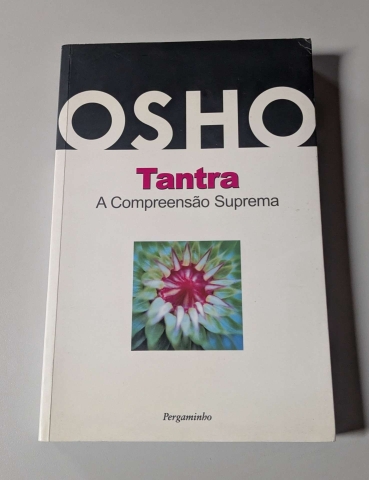 OSHO
Tantra
A Compreensão Suprema
Pergaminho